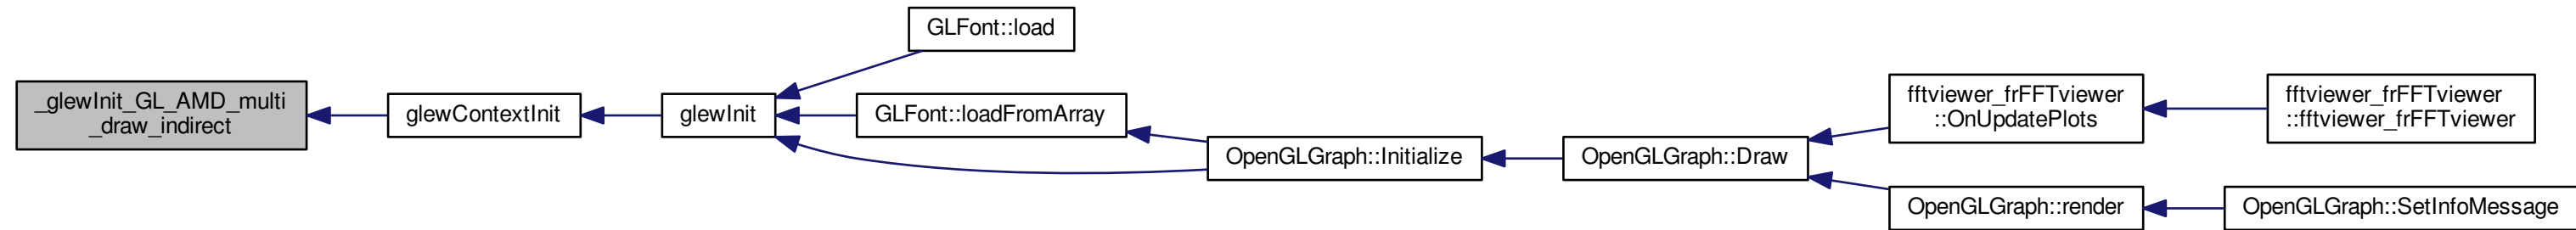 _glewInit_GL_AMD_multi
_draw_indirect
glewContextInit
glewInit
GLFont::load
GLFont::loadFromArray
OpenGLGraph::Initialize
OpenGLGraph::Draw
fftviewer_frFFTviewer
::OnUpdatePlots
fftviewer_frFFTviewer
::fftviewer_frFFTviewer
OpenGLGraph::render
OpenGLGraph::SetInfoMessage